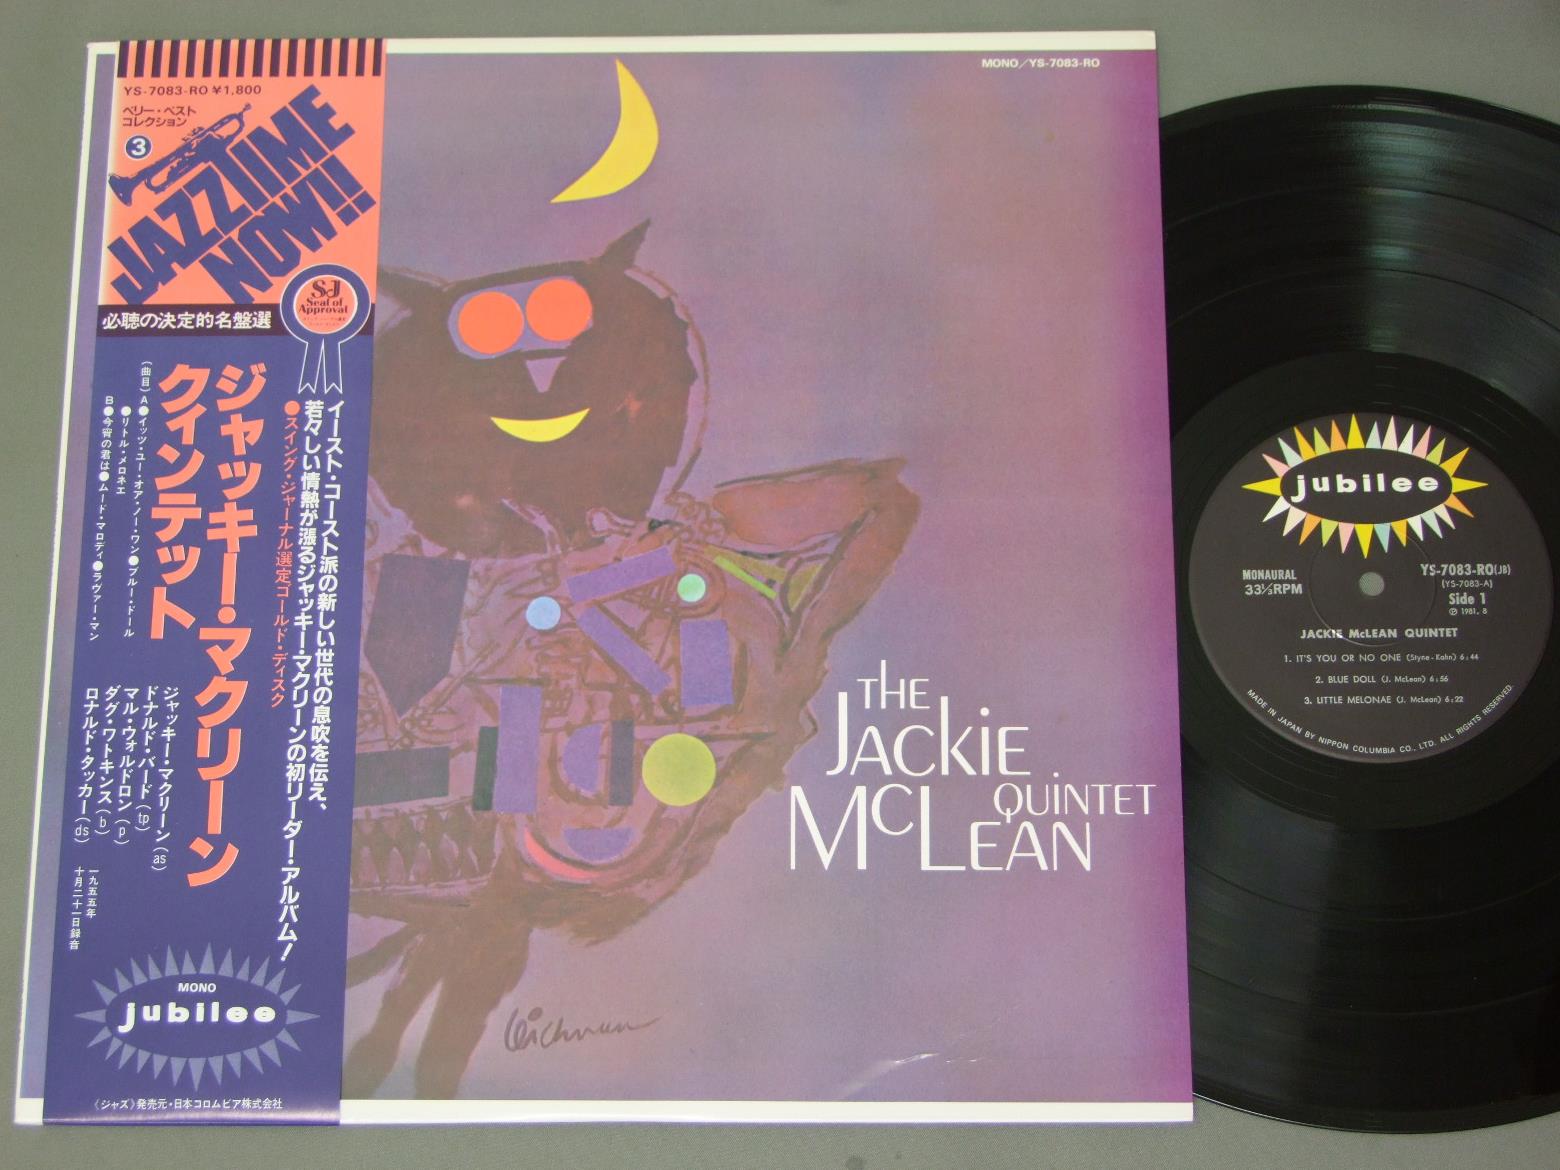 YS-7083-RO ¥1,800
ベリー・ベスト
コレクション
3
JAZZTIME
NOW!!
SJ
Seal of
Approval
必聴の決定的名盤選
イースト・コースト派の新しい世代の息吹を伝え、
若々しい情熱が漲るジャッキー・マクリーンの初リーダー・アルバム!
●スイング・ジャーナル選定ゴールド・ディスク
ジャッキー・マクリーン
クィンテット
(曲目)A●イッツ・ユー・オア・ノー・ワン●ブルー・ドール
●リトル・メロネエ
B●今宵の君は●ムード・マロディ●ラヴァー・マン
ジャッキー・マクリーン(as)
ドナルド・バード(tp)
マル・ウォルドロン(p)
ダグ・ワトキンス(b)
ロナルド・タッカー(ds)
一九五五年
十月二十一日録音
MONO
jubilee
《ジャズ》発売元・日本コロムビア株式会社
MONO/YS-7083-RO
THE
JACKIE
McLEAN
QUINTET
jubilee
MONAURAL
33⅓RPM
YS-7083-RO(JB)
(YS-7083-A)
Side 1
Ⓟ 1981. 8
JACKIE McLEAN QUINTET
1. IT'S YOU OR NO ONE (Styne-Kahn) 6:44
2. BLUE DOLL (J. McLean) 6:56
3. LITTLE MELONAE (J. McLean) 6:22
MADE IN JAPAN BY NIPPON COLUMBIA CO., LTD. ALL RIGHTS RESERVED.